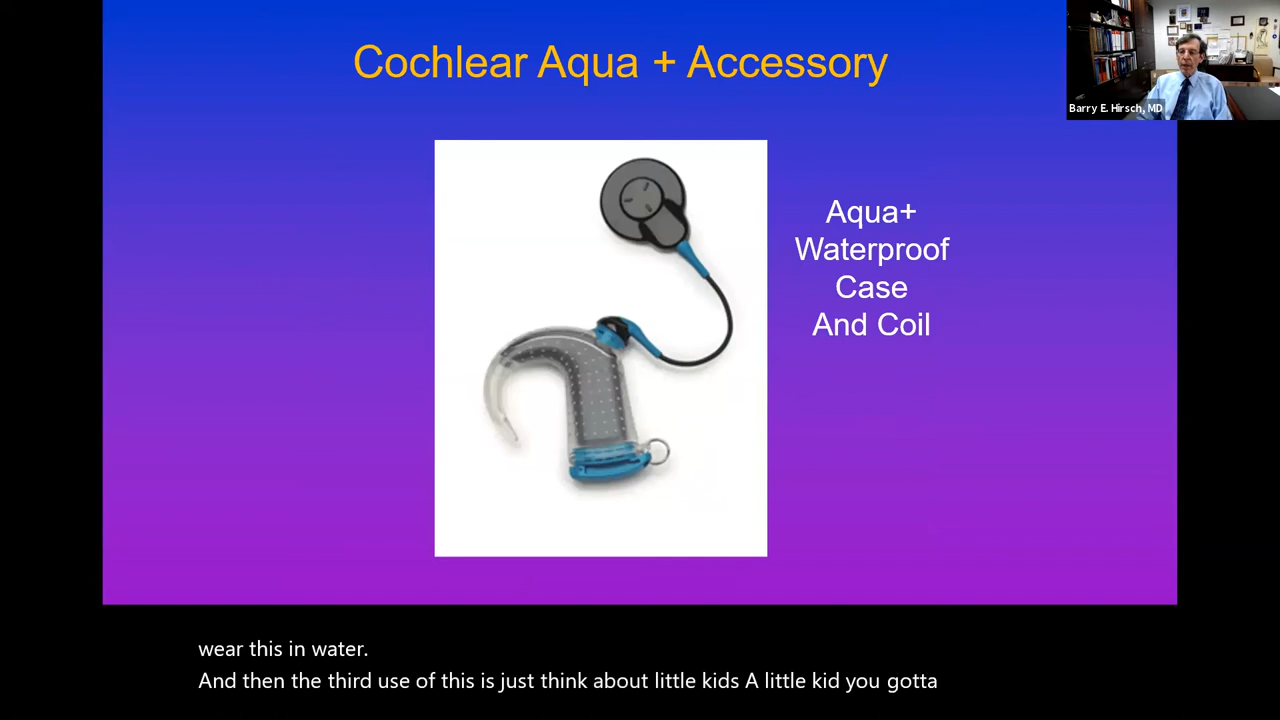 Cochlear Aqua + Accessory
Barry E. Hirsch, MD
Aqua+
Waterproof
Case
And Coil
wear this in water.
And then the third use of this is just think about little kids A little kid you gotta